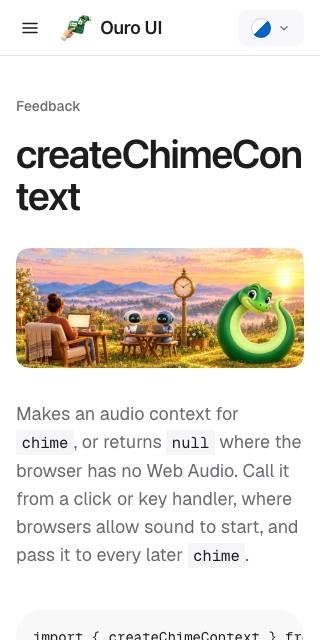 Ouro UI
Feedback
createChimeCon
text
Makes an audio context for
chime, or returns null where the
browser has no Web Audio. Call it
from a click or key handler, where
browsers allow sound to start, and
pass it to every later chime.
import { createChimeContext } fr